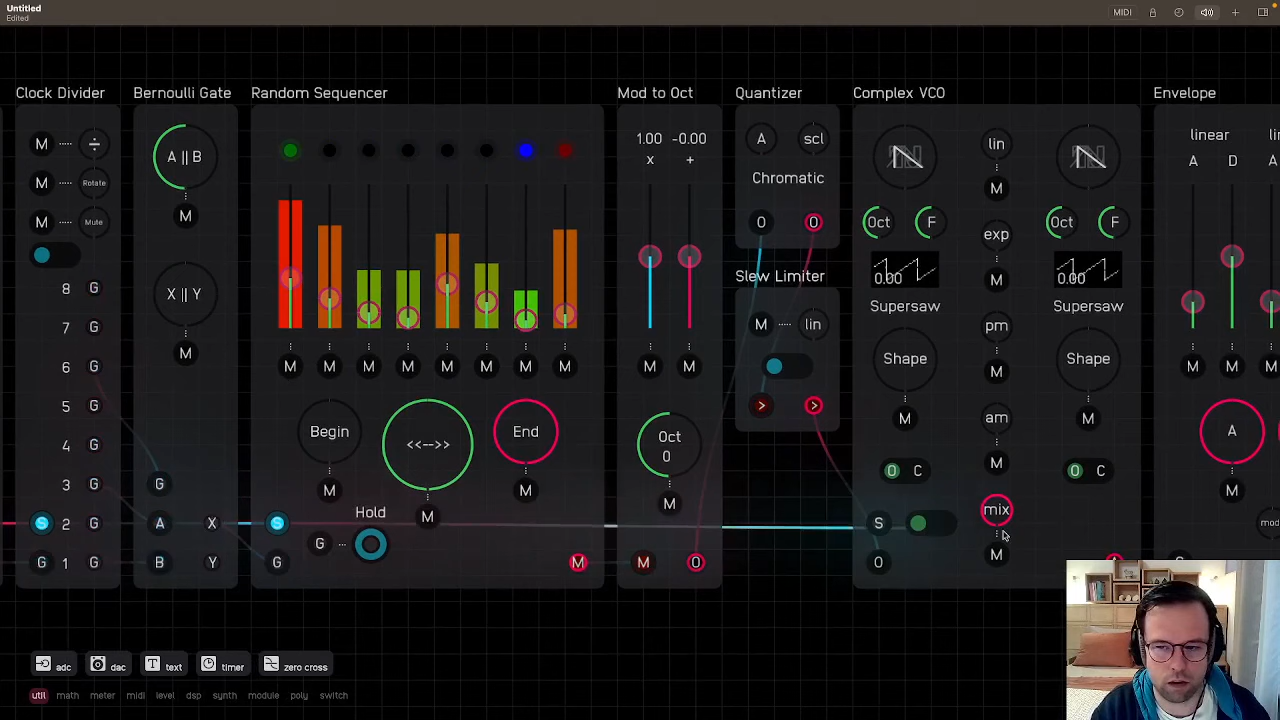 Untitled
Edited
MIDI
Clock Divider
Bernoulli Gate
Random Sequencer
Mod to Oct
Quantizer
Complex VCO
Envelope
M ÷
M Rotate
M Mute
8 G
7 G
6 G
5 G
4 G
3 G
S 2 G
G 1 G
A || B
M
X || Y
M
G
A X
B Y
M M M M M M M M
Begin
<<-->>
End
M M M
Hold
S
G M
G
M
1.00 -0.00
x +
M M
Oct
0
M
M O
A scl
Chromatic
O O
Slew Limiter
M lin
> >
Oct F
0.00
Supersaw
Shape
M
O C
S
O
lin
M
exp
M
pm
M
am
M
mix
M
Oct F
0.00
Supersaw
Shape
M
O C
linear
A D A
M M M
A
M
mod
adc dac text timer zero cross
util math meter midi level dsp synth module poly switch